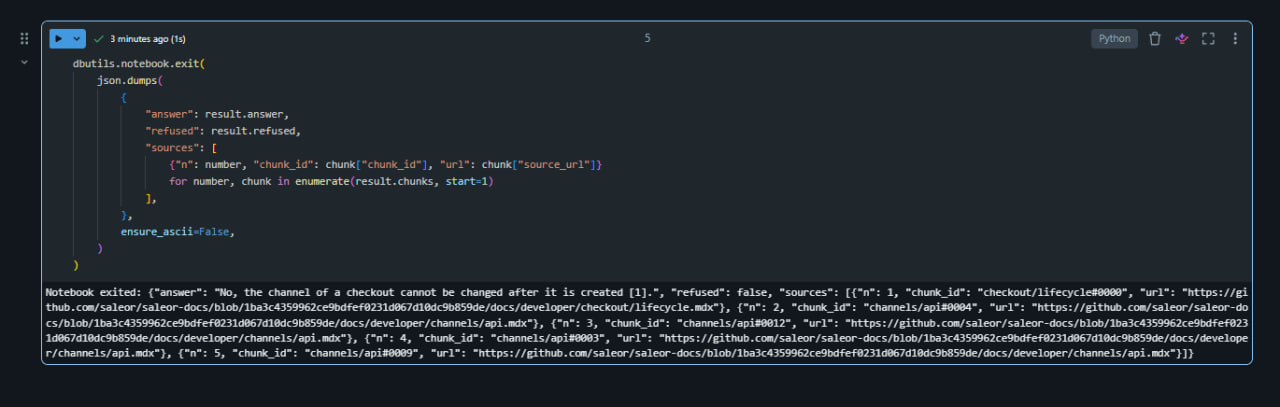 3 minutes ago (1s)
5
Python
dbutils.notebook.exit(
    json.dumps(
        {
            "answer": result.answer,
            "refused": result.refused,
            "sources": [
                {"n": number, "chunk_id": chunk["chunk_id"], "url": chunk["source_url"]}
                for number, chunk in enumerate(result.chunks, start=1)
            ],
        },
        ensure_ascii=False,
    )
)
Notebook exited: {"answer": "No, the channel of a checkout cannot be changed after it is created [1].", "refused": false, "sources": [{"n": 1, "chunk_id": "checkout/lifecycle#0000", "url": "https://gi
thub.com/saleor/saleor-docs/blob/1ba3c4359962ce9bdfef0231d067d10dc9b859de/docs/developer/checkout/lifecycle.mdx"}, {"n": 2, "chunk_id": "channels/api#0004", "url": "https://github.com/saleor/saleor-do
cs/blob/1ba3c4359962ce9bdfef0231d067d10dc9b859de/docs/developer/channels/api.mdx"}, {"n": 3, "chunk_id": "channels/api#0012", "url": "https://github.com/saleor/saleor-docs/blob/1ba3c4359962ce9bdfef023
1d067d10dc9b859de/docs/developer/channels/api.mdx"}, {"n": 4, "chunk_id": "channels/api#0003", "url": "https://github.com/saleor/saleor-docs/blob/1ba3c4359962ce9bdfef0231d067d10dc9b859de/docs/develope
r/channels/api.mdx"}, {"n": 5, "chunk_id": "channels/api#0009", "url": "https://github.com/saleor/saleor-docs/blob/1ba3c4359962ce9bdfef0231d067d10dc9b859de/docs/developer/channels/api.mdx"}]}